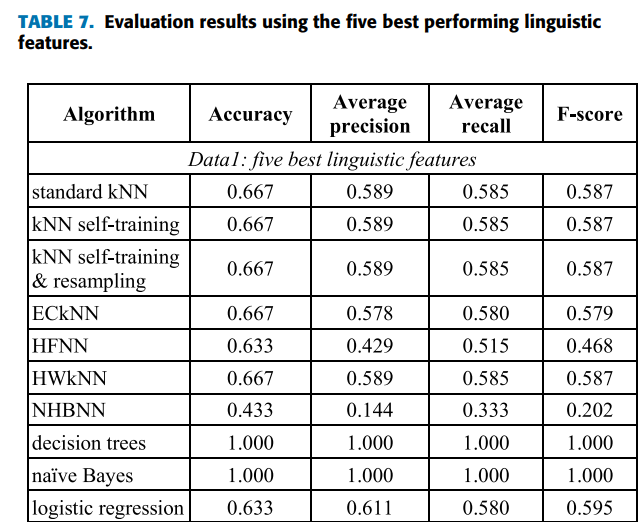 TABLE 7. Evaluation results using the five best performing linguistic
features.
Algorithm Accuracy Average precision Average recall F-score
Data1: five best linguistic features
standard kNN 0.667 0.589 0.585 0.587
kNN self-training 0.667 0.589 0.585 0.587
kNN self-training & resampling 0.667 0.589 0.585 0.587
ECkNN 0.667 0.578 0.580 0.579
HFNN 0.633 0.429 0.515 0.468
HWkNN 0.667 0.589 0.585 0.587
NHBNN 0.433 0.144 0.333 0.202
decision trees 1.000 1.000 1.000 1.000
naïve Bayes 1.000 1.000 1.000 1.000
logistic regression 0.633 0.611 0.580 0.595